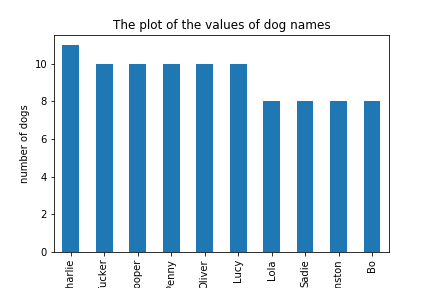 The plot of the values of dog names
number of dogs
10
8
6
4
2
0
harlie
ucker
ooper
Penny
Oliver
Lucy
Lola
Sadie
nston
Bo